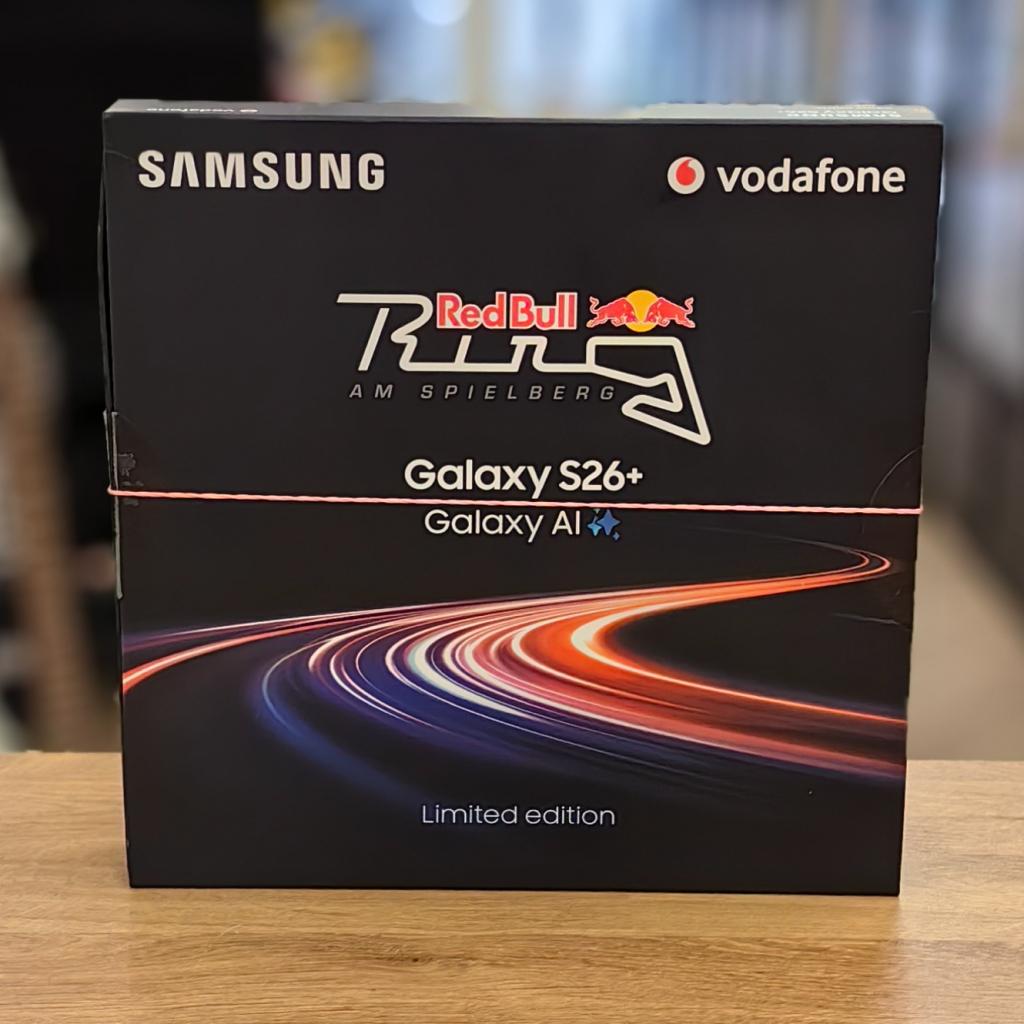 SAMSUNG
vodafone
Red Bull
Ring
AM SPIELBERG
Galaxy S26+
Galaxy AI
Limited edition